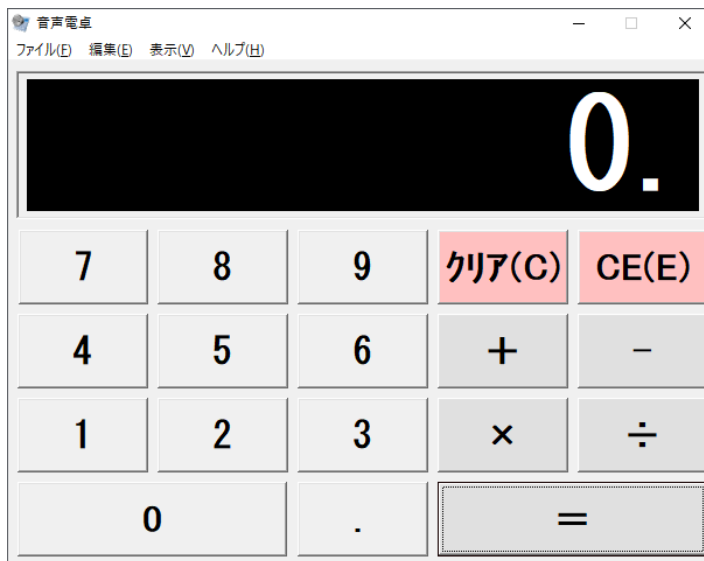 音声電卓
ファイル(F) 編集(E) 表示(V) ヘルプ(H)
0.
7 8 9 クリア(C) CE(E)
4 5 6 + -
1 2 3 × ÷
0 . =